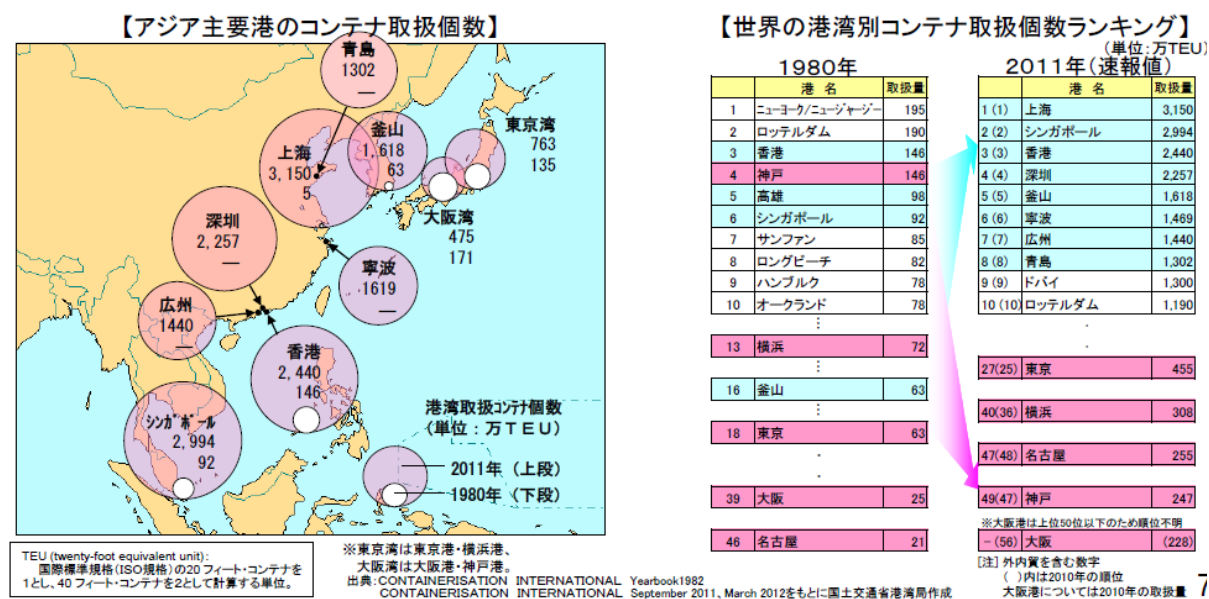 【アジア主要港のコンテナ取扱個数】
青島
1302
―
釜山
1,618
63
東京湾
763
135
上海
3,150
5
大阪湾
475
171
深圳
2,257
―
寧波
1619
―
広州
1440
―
香港
2,440
146
シンガポール
2,994
92
港湾取扱コンテナ個数
(単位：万TEU)
2011年（上段）
1980年（下段）
TEU (twenty-foot equivalent unit):
国際標準規格(ISO規格)の20フィート・コンテナを
1とし、40フィート・コンテナを2として計算する単位。
※東京湾は東京港・横浜港、
大阪湾は大阪港・神戸港。
出典：CONTAINERISATION INTERNATIONAL Yearbook1982
CONTAINERISATION INTERNATIONAL September 2011、March 2012をもとに国土交通省港湾局作成
【世界の港湾別コンテナ取扱個数ランキング】
(単位:万TEU)
1980年
港 名 取扱量
1 ニューヨーク/ニュージャージー 195
2 ロッテルダム 190
3 香港 146
4 神戸 146
5 高雄 98
6 シンガポール 92
7 サンファン 85
8 ロングビーチ 82
9 ハンブルク 78
10 オークランド 78
⋮
13 横浜 72
⋮
16 釜山 63
⋮
18 東京 63
・
・
39 大阪 25
46 名古屋 21
2011年(速報値)
港 名 取扱量
1 (1) 上海 3,150
2 (2) シンガポール 2,994
3 (3) 香港 2,440
4 (4) 深圳 2,257
5 (5) 釜山 1,618
6 (6) 寧波 1,469
7 (7) 広州 1,440
8 (8) 青島 1,302
9 (9) ドバイ 1,300
10 (10) ロッテルダム 1,190
・
・
27(25) 東京 455
40(36) 横浜 308
47(48) 名古屋 255
49(47) 神戸 247
※大阪港は上位50位以下のため順位不明
－(56) 大阪 (228)
[注] 外内貿を含む数字
( )内は2010年の順位
大阪港については2010年の取扱量
7